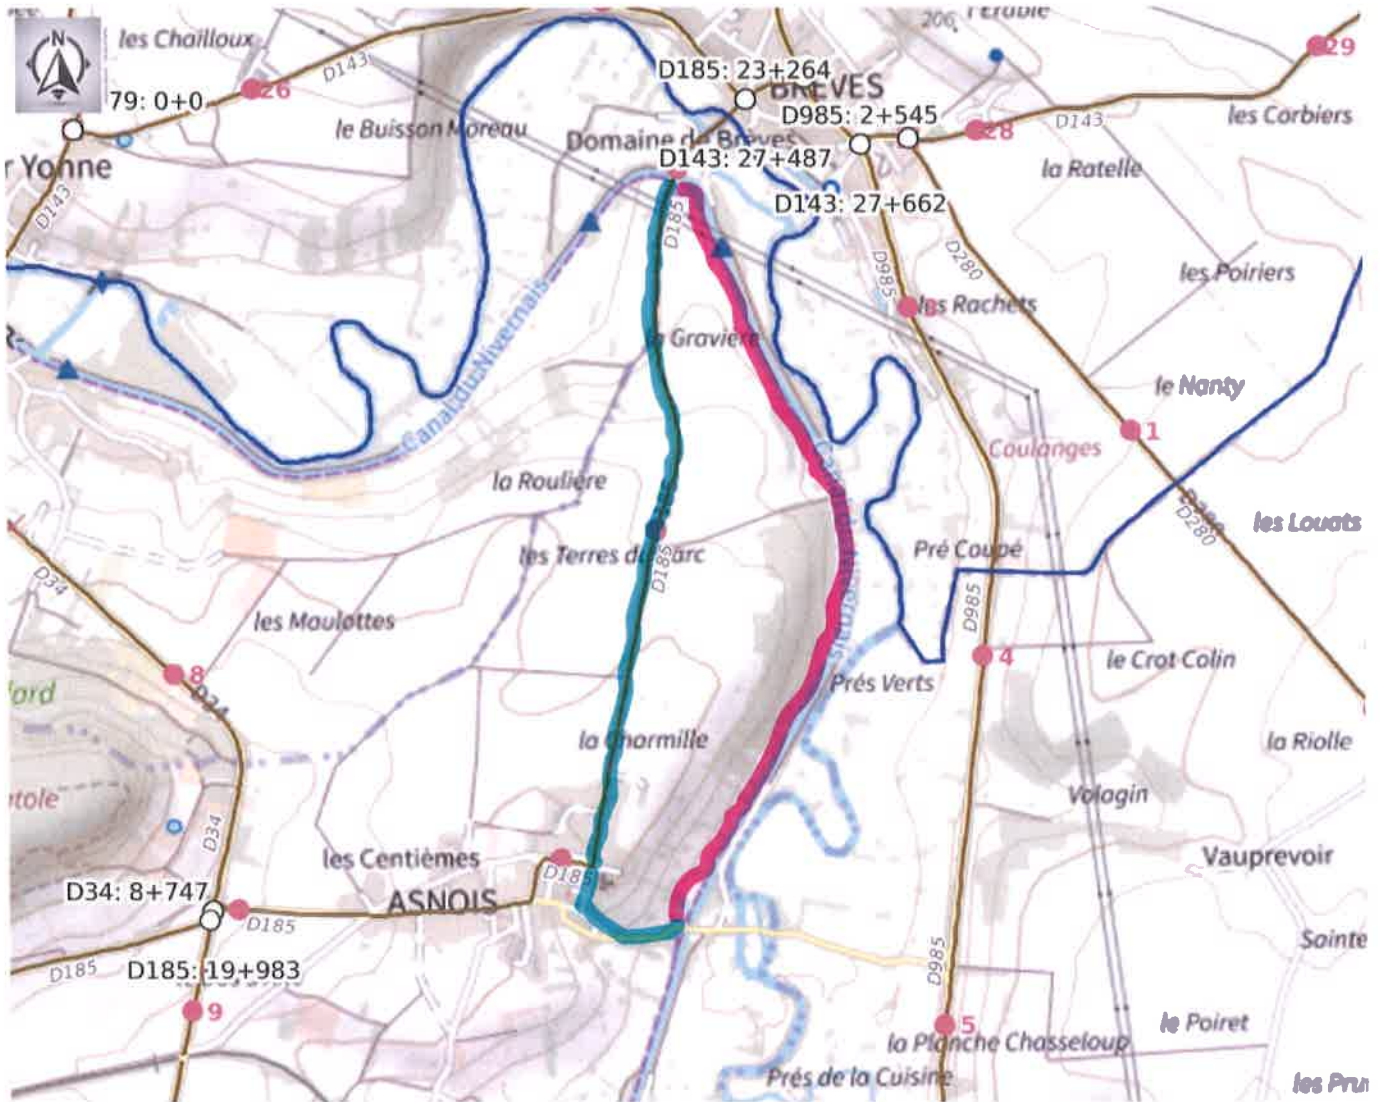 N
les Chailloux
D143
26
79: 0+0
r Yonne
D143
le Buisson Moreau
206
D185: 23+264
BREVES
D985: 2+545
Domaine de Brèves
D143: 27+487
D143: 27+662
28
29
D143
les Corbiers
la Ratelle
D185
D985
D280
les Poiriers
les Rachets
la Gravière
Canal du Nivernais
le Nanty
1
Coulanges
la Roulière
D280
D280
les Louats
les Terres du Parc
D185
Pré Coupé
D985
D34
les Moulottes
4
le Crot Colin
8
D34
Prés Verts
la Charmille
la Riolle
Volagin
D34
les Centièmes
D185
Vauprevoir
D34: 8+747
ASNOIS
D185
D185
D185: 19+983
D985
Sainte
9
5
le Poiret
la Planche Chasseloup
Prés de la Cuisine